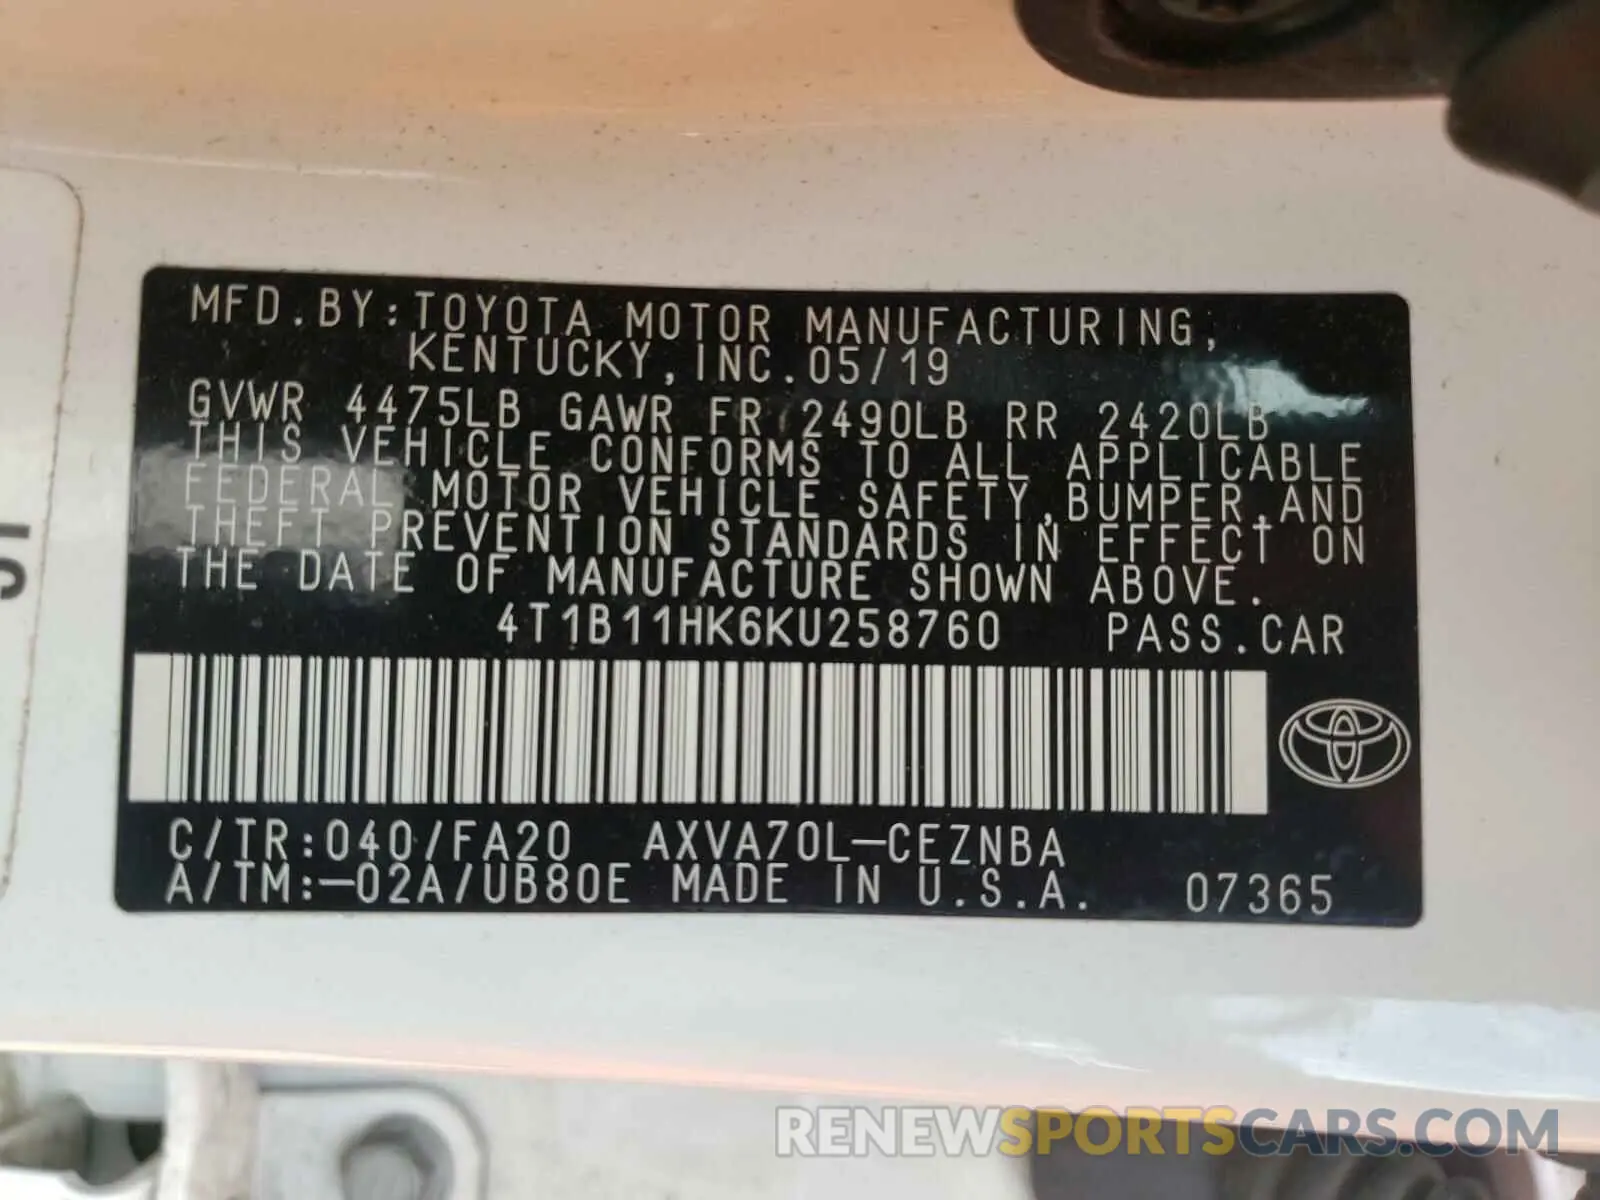 MFD.BY:TOYOTA MOTOR MANUFACTURING,
KENTUCKY,INC.05/19
GVWR 4475LB GAWR FR 2490LB RR 2420LB
THIS VEHICLE CONFORMS TO ALL APPLICABLE
FEDERAL MOTOR VEHICLE SAFETY,BUMPER,AND
THEFT PREVENTION STANDARDS IN EFFECT ON
THE DATE OF MANUFACTURE SHOWN ABOVE.
4T1B11HK6KU258760 PASS.CAR
C/TR:040/FA20 AXVA70L-CEZNBA
A/TM:-02A/UB80E MADE IN U.S.A. 07365
RENEWSPORTSCARS.COM